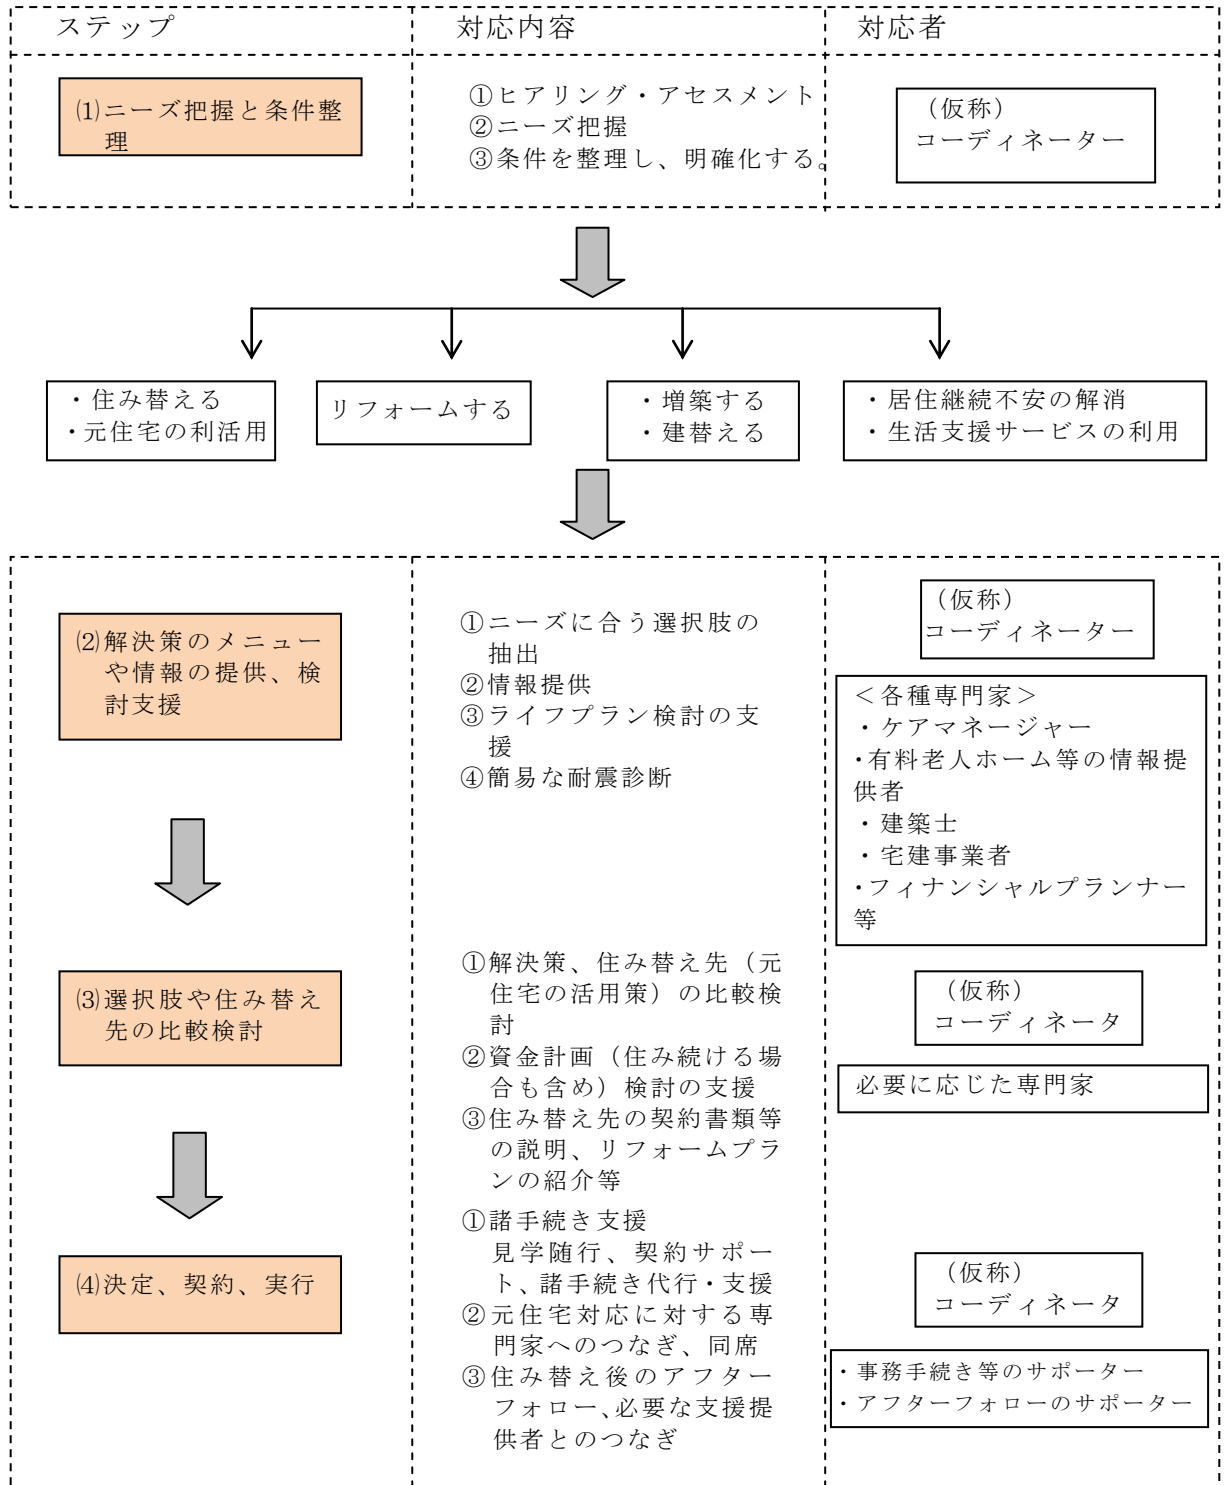 ステップ
対応内容
対応者
⑴ニーズ把握と条件整
理
①ヒアリング・アセスメント
②ニーズ把握
③条件を整理し、明確化する。
（仮称）
コーディネーター
・住み替える
・元住宅の利活用
リフォームする
・増築する
・建替える
・居住継続不安の解消
・生活支援サービスの利用
⑵解決策のメニュー
や情報の提供、検
討支援
①ニーズに合う選択肢の
抽出
②情報提供
③ライフプラン検討の支
援
④簡易な耐震診断
（仮称）
コーディネーター
＜各種専門家＞
・ケアマネージャー
・有料老人ホーム等の情報提
供者
・建築士
・宅建事業者
・フィナンシャルプランナー
等
⑶選択肢や住み替え
先の比較検討
①解決策、住み替え先（元
住宅の活用策）の比較検
討
②資金計画（住み続ける場
合も含め）検討の支援
③住み替え先の契約書類等
の説明、リフォームプラ
ンの紹介等
（仮称）
コーディネータ
必要に応じた専門家
⑷決定、契約、実行
①諸手続き支援
見学随行、契約サポー
ト、諸手続き代行・支援
②元住宅対応に対する専
門家へのつなぎ、同席
③住み替え後のアフター
フォロー、必要な支援提
供者とのつなぎ
（仮称）
コーディネータ
・事務手続き等のサポーター
・アフターフォローのサポーター